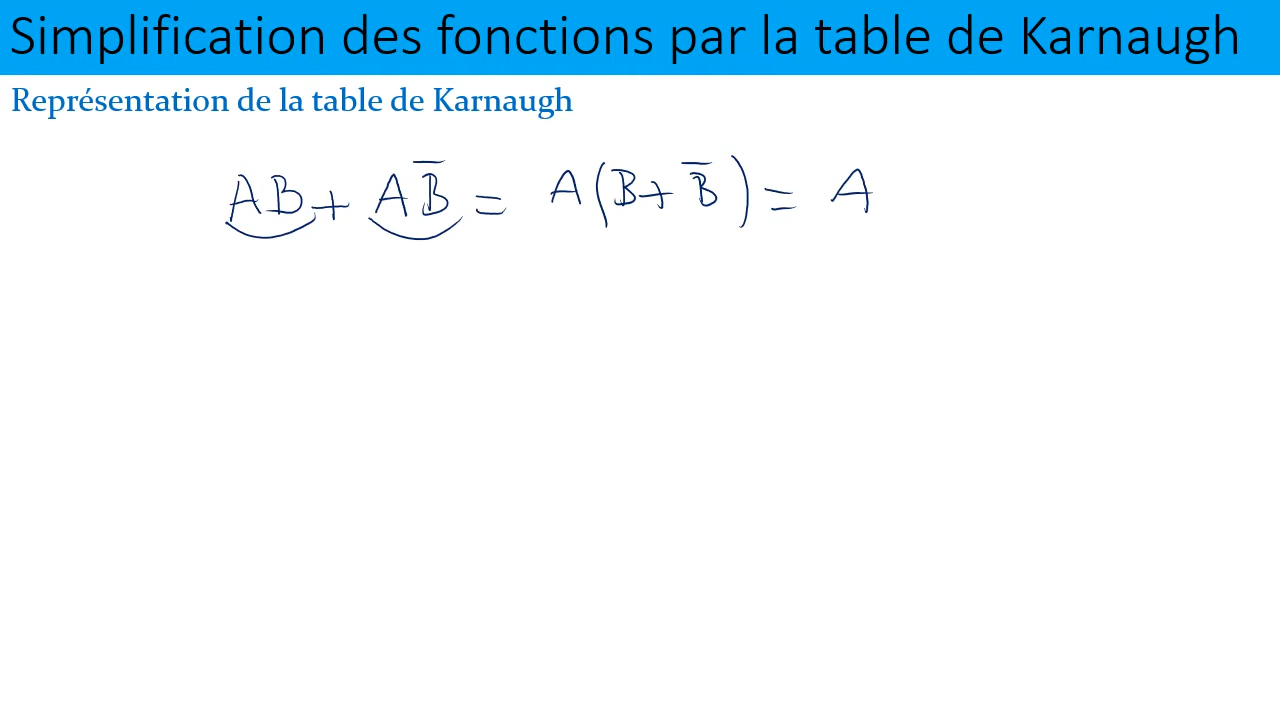 Simplification des fonctions par la table de Karnaugh
Représentation de la table de Karnaugh
AB + AB̅ = A(B + B̅) = A